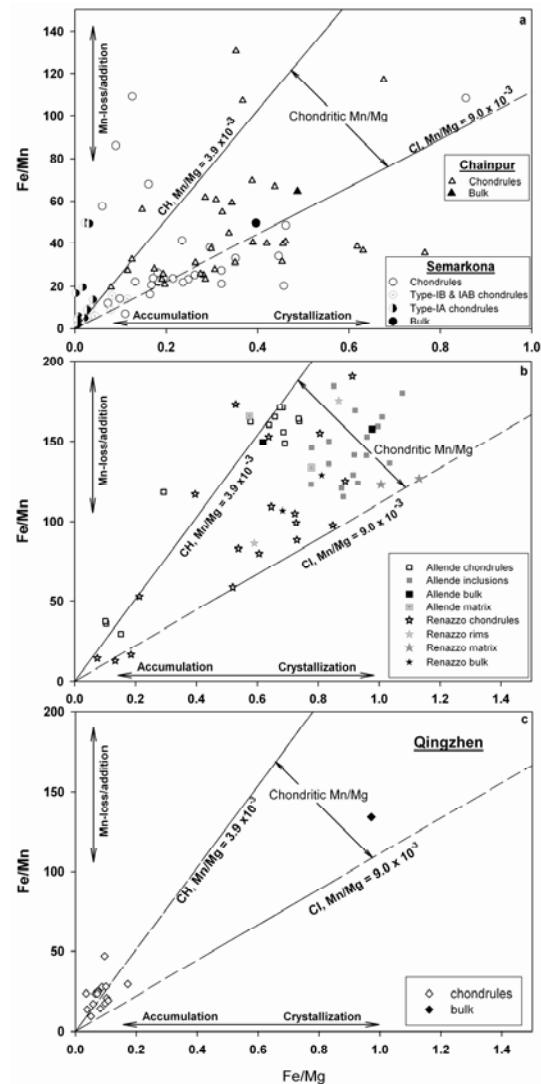 a
140
120
100
80
60
40
20
0
Fe/Mn
Mn-loss/addition
CH, Mn/Mg = 3.9 x10⁻³
Chondritic Mn/Mg
CI, Mn/Mg = 9.0 x 10⁻³
Chainpur
Chondrules
Bulk
Semarkona
Chondrules
Type-IB & IAB chondrules
Type-IA chondrules
Bulk
Accumulation Crystallization
0.0 0.2 0.4 0.6 0.8 1.0
b
200
150
100
50
0
Fe/Mn
Mn-loss/addition
CH, Mn/Mg = 3.9 x10⁻³
Chondritic Mn/Mg
CI, Mn/Mg = 9.0 x 10⁻³
Allende chondrules
Allende inclusions
Allende bulk
Allende matrix
Renazzo chondrules
Renazzo rims
Renazzo matrix
Renazzo bulk
Accumulation Crystallization
0.0 0.2 0.4 0.6 0.8 1.0 1.2 1.4
c
200
150
100
50
0
Fe/Mn
Mn-loss/addition
Qingzhen
Chondritic Mn/Mg
CH, Mn/Mg = 3.9 x10⁻³
CI, Mn/Mg = 9.0 x 10⁻³
chondrules
bulk
Accumulation Crystallization
0.0 0.2 0.4 0.6 0.8 1.0 1.2 1.4
Fe/Mg